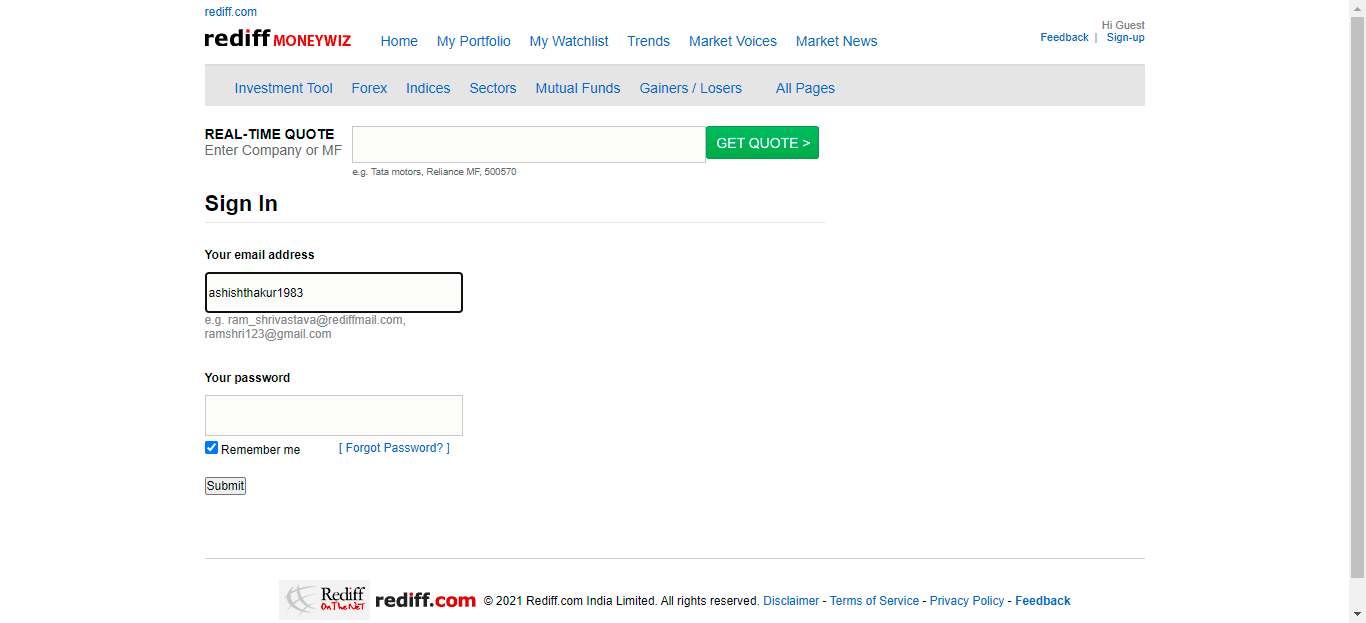 rediff.com
rediff MONEYWIZ Home My Portfolio My Watchlist Trends Market Voices Market News
Hi Guest
Feedback | Sign-up
Investment Tool Forex Indices Sectors Mutual Funds Gainers / Losers All Pages
REAL-TIME QUOTE
Enter Company or MF
GET QUOTE >
e.g. Tata motors, Reliance MF, 500570
Sign In
Your email address
ashishthakur1983
e.g. ram_shrivastava@rediffmail.com,
ramshri123@gmail.com
Your password
Remember me [ Forgot Password? ]
Submit
Rediff
On The NeT
rediff.com © 2021 Rediff.com India Limited. All rights reserved. Disclaimer - Terms of Service - Privacy Policy - Feedback